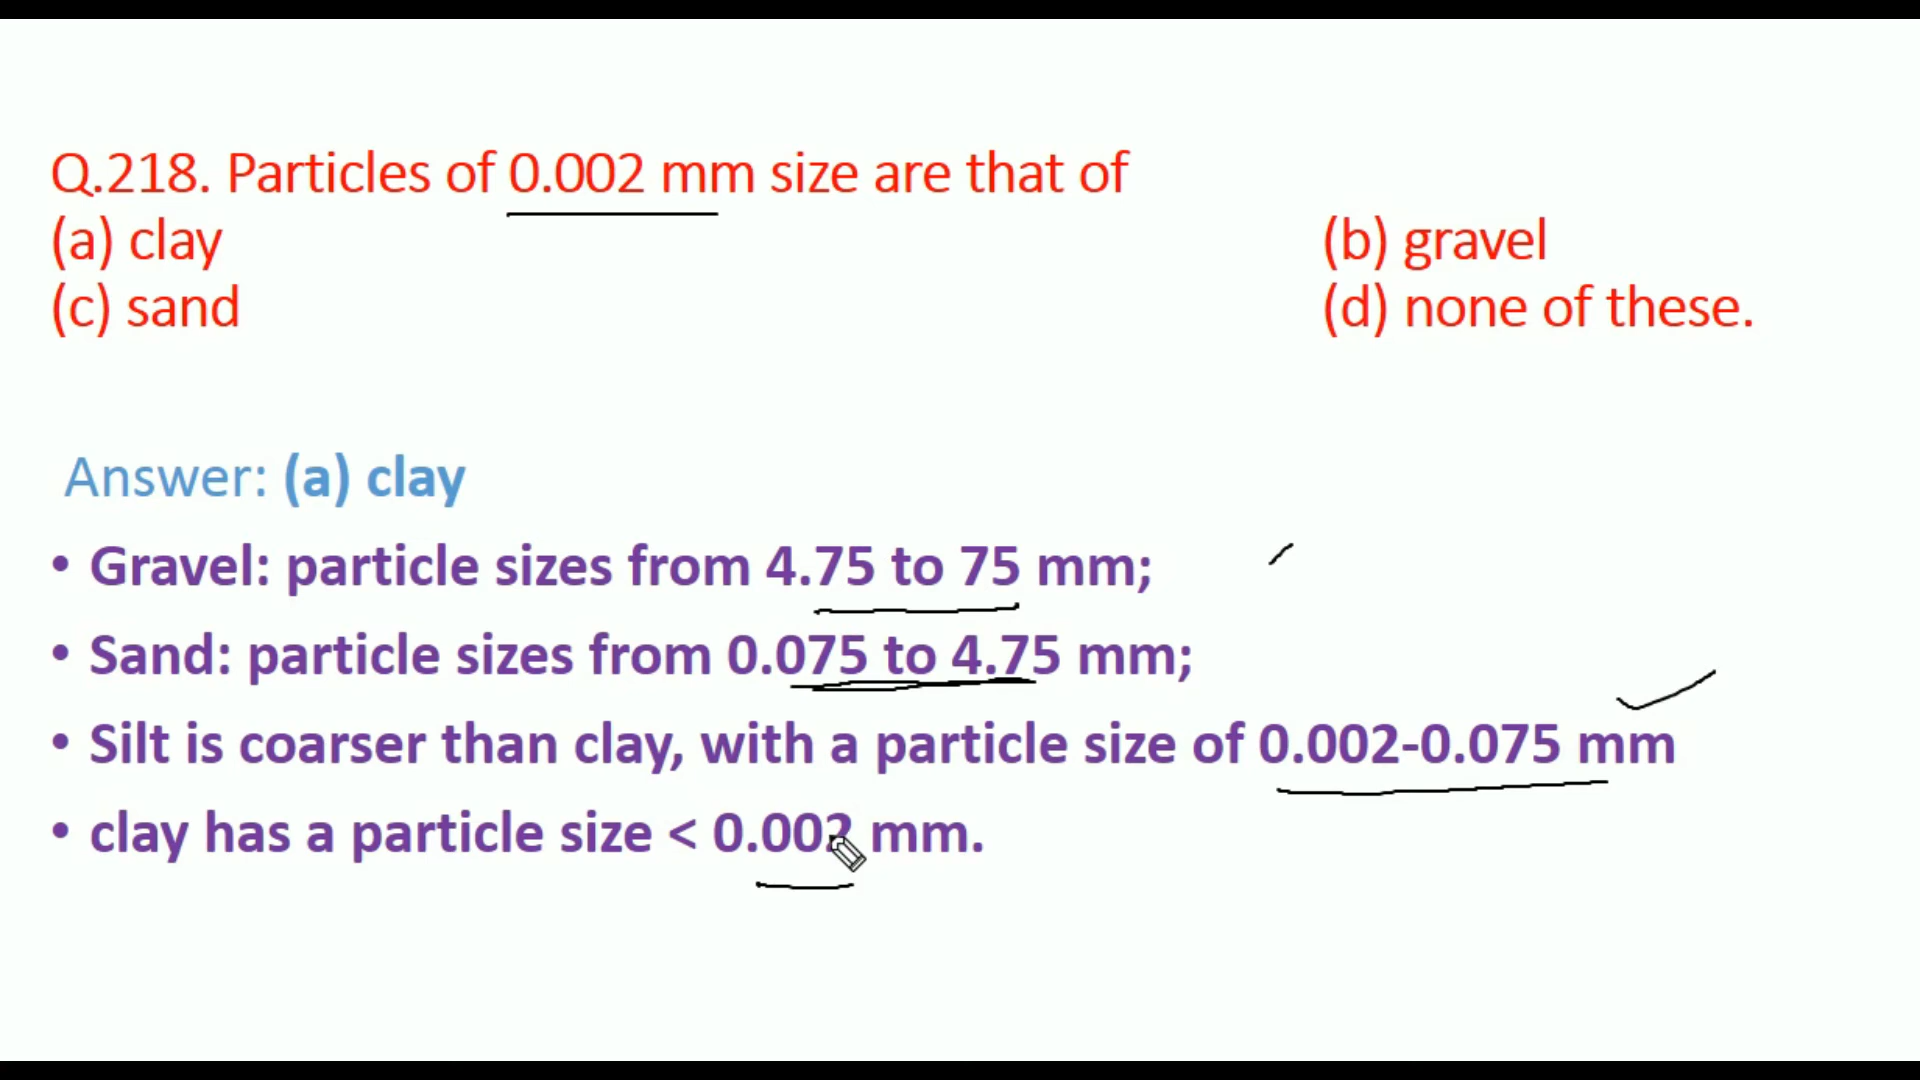 Q.218. Particles of 0.002 mm size are that of
(a) clay (b) gravel
(c) sand (d) none of these.
Answer: (a) clay
• Gravel: particle sizes from 4.75 to 75 mm;
• Sand: particle sizes from 0.075 to 4.75 mm;
• Silt is coarser than clay, with a particle size of 0.002-0.075 mm
• clay has a particle size < 0.002 mm.